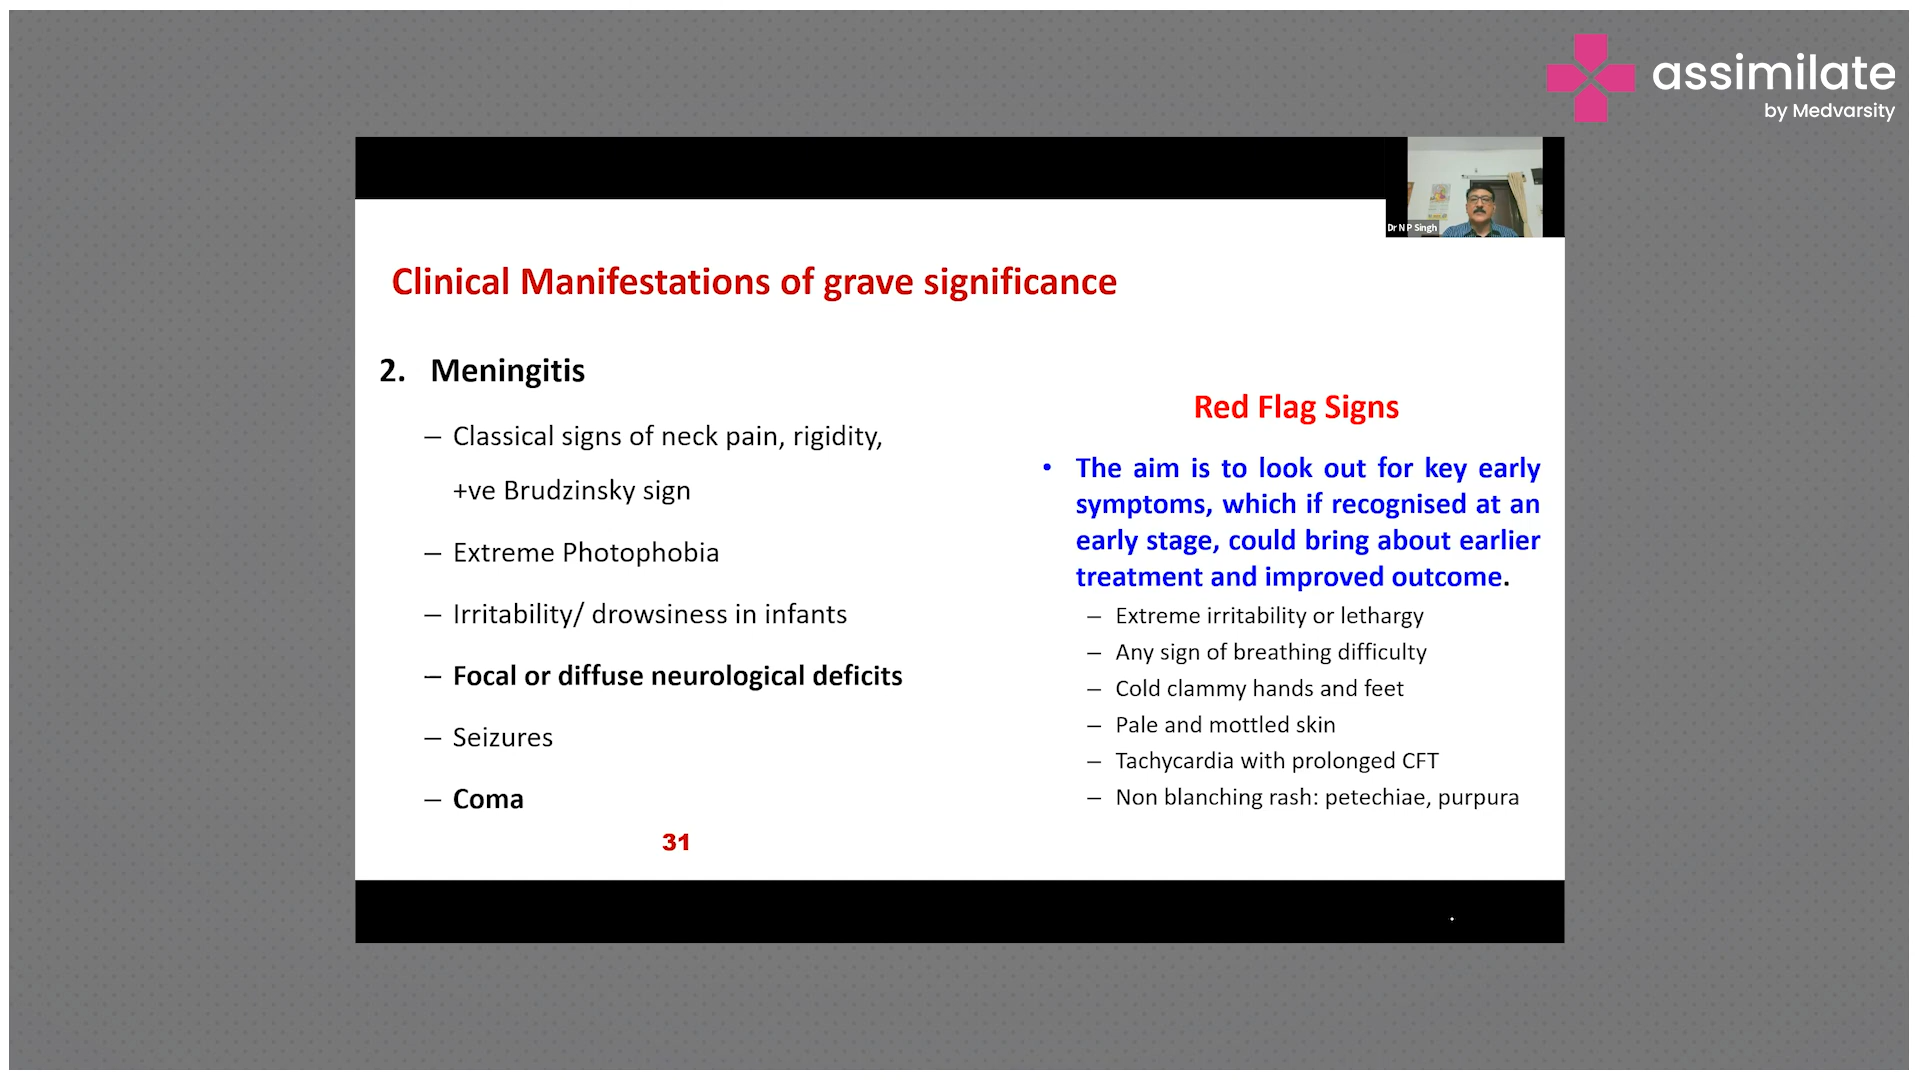 assimilate
by Medvarsity
Dr N P Singh
Clinical Manifestations of grave significance
2. Meningitis
– Classical signs of neck pain, rigidity,
+ve Brudzinsky sign
– Extreme Photophobia
– Irritability/ drowsiness in infants
– Focal or diffuse neurological deficits
– Seizures
– Coma
31
Red Flag Signs
• The aim is to look out for key early
symptoms, which if recognised at an
early stage, could bring about earlier
treatment and improved outcome.
– Extreme irritability or lethargy
– Any sign of breathing difficulty
– Cold clammy hands and feet
– Pale and mottled skin
– Tachycardia with prolonged CFT
– Non blanching rash: petechiae, purpura